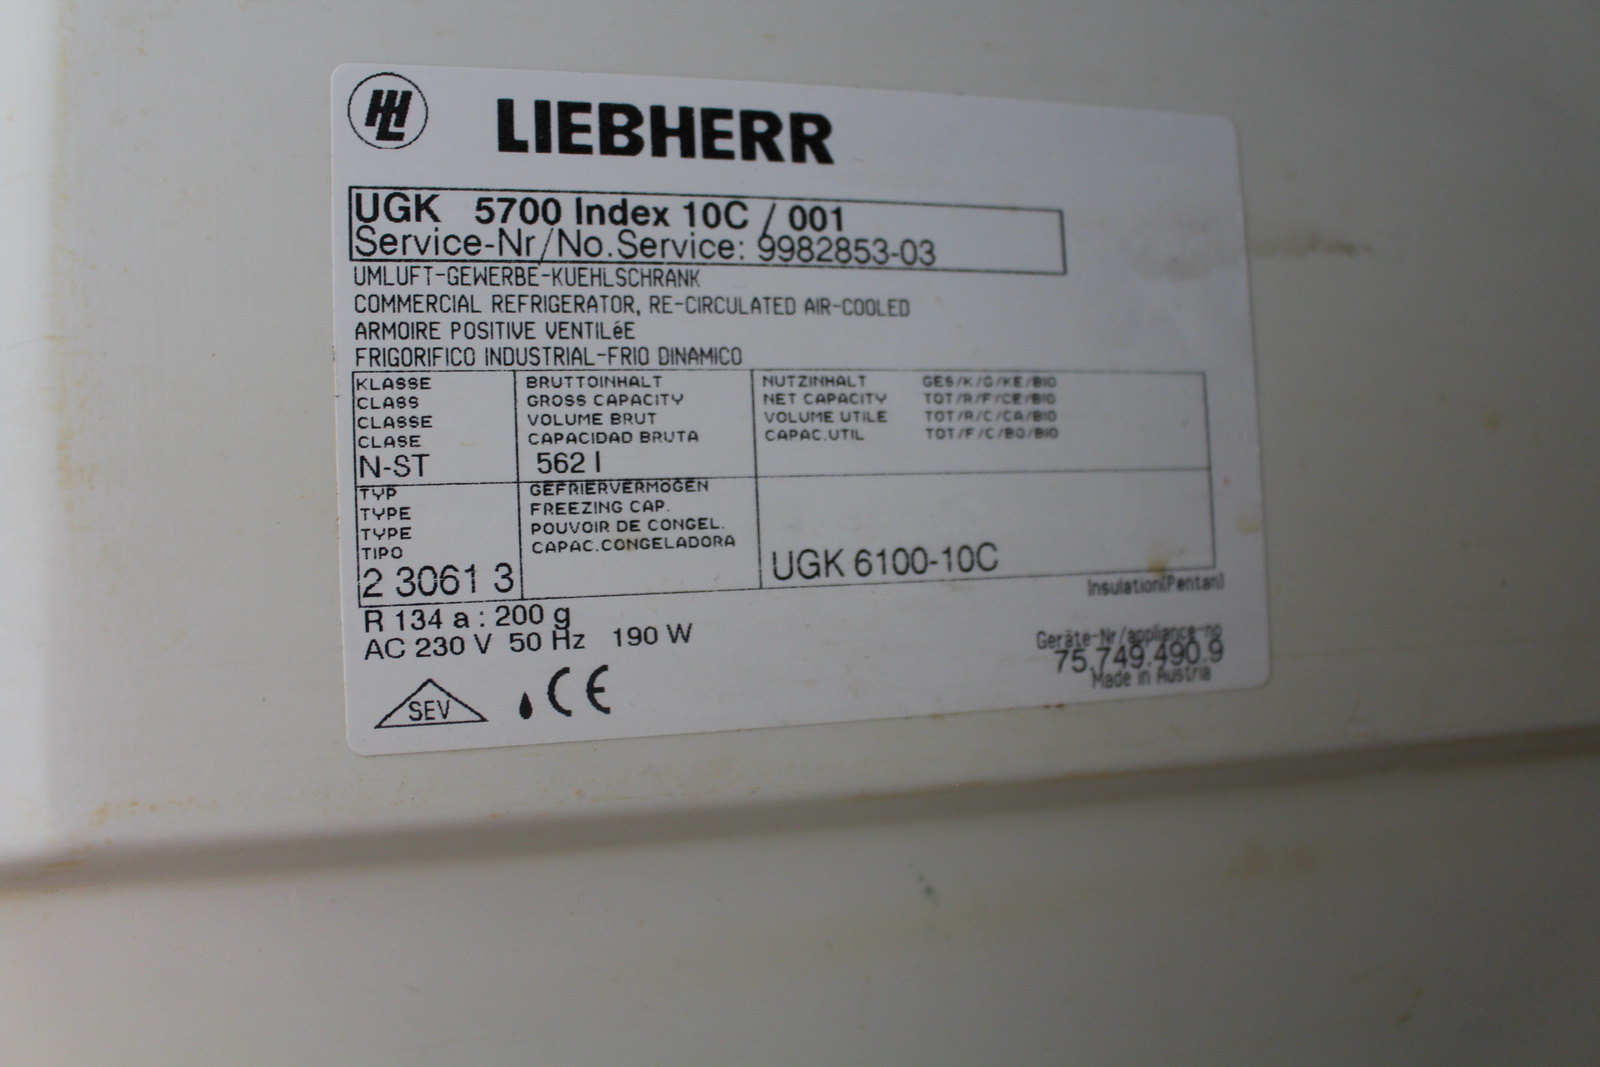 LIEBHERR
UGK 5700 Index 10C / 001
Service-Nr/No.Service: 9982853-03
UMLUFT-GEWERBE-KUEHLSCHRANK
COMMERCIAL REFRIGERATOR, RE-CIRCULATED AIR-COOLED
ARMOIRE POSITIVE VENTILéE
FRIGORIFICO INDUSTRIAL-FRIO DINAMICO
KLASSE
CLASS
CLASSE
CLASE
N-ST
BRUTTOINHALT
GROSS CAPACITY
VOLUME BRUT
CAPACIDAD BRUTA
562 l
NUTZINHALT GES/K/G/KE/BIO
NET CAPACITY TOT/R/F/CE/BIO
VOLUME UTILE TOT/R/C/CA/BIO
CAPAC.UTIL TOT/F/C/BO/BIO
TYP
TYPE
TYPE
TIPO
2 3061 3
GEFRIERVERMÖGEN
FREEZING CAP.
POUVOIR DE CONGEL.
CAPAC.CONGELADORA
UGK 6100-10C
Insulation(Pentan)
R 134 a : 200 g
AC 230 V 50 Hz 190 W
Geräte-Nr/appliance-no
75.749.490.9
Made in Austria
SEV
CE